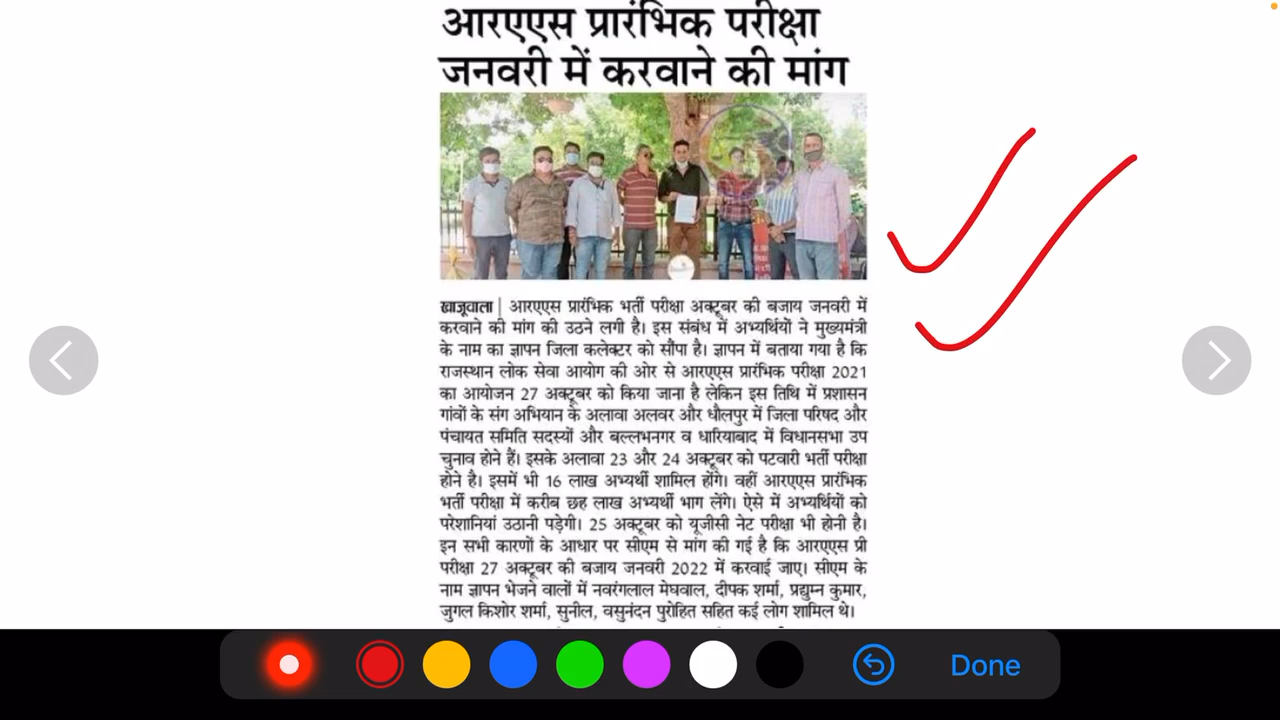 आरएएस प्रारंभिक परीक्षा
जनवरी में करवाने की मांग
खाजूवाला | आरएएस प्रारंभिक भर्ती परीक्षा अक्टूबर की बजाय जनवरी में
करवाने की मांग की उठने लगी है। इस संबंध में अभ्यर्थियों ने मुख्यमंत्री
के नाम का ज्ञापन जिला कलेक्टर को सौंपा है। ज्ञापन में बताया गया है कि
राजस्थान लोक सेवा आयोग की ओर से आरएएस प्रारंभिक परीक्षा 2021
का आयोजन 27 अक्टूबर को किया जाना है लेकिन इस तिथि में प्रशासन
गांवों के संग अभियान के अलावा अलवर और धौलपुर में जिला परिषद और
पंचायत समिति सदस्यों और बल्लभनगर व धारियाबाद में विधानसभा उप
चुनाव होने हैं। इसके अलावा 23 और 24 अक्टूबर को पटवारी भर्ती परीक्षा
होने है। इसमें भी 16 लाख अभ्यर्थी शामिल होंगे। वहीं आरएएस प्रारंभिक
भर्ती परीक्षा में करीब छह लाख अभ्यर्थी भाग लेंगे। ऐसे में अभ्यर्थियों को
परेशानियां उठानी पड़ेगी। 25 अक्टूबर को यूजीसी नेट परीक्षा भी होनी है।
इन सभी कारणों के आधार पर सीएम से मांग की गई है कि आरएएस प्री
परीक्षा 27 अक्टूबर की बजाय जनवरी 2022 में करवाई जाए। सीएम के
नाम ज्ञापन भेजने वालों में नवरंगलाल मेघवाल, दीपक शर्मा, प्रद्युम्न कुमार,
जुगल किशोर शर्मा, सुनील, वसुनंदन पुरोहित सहित कई लोग शामिल थे।
Done